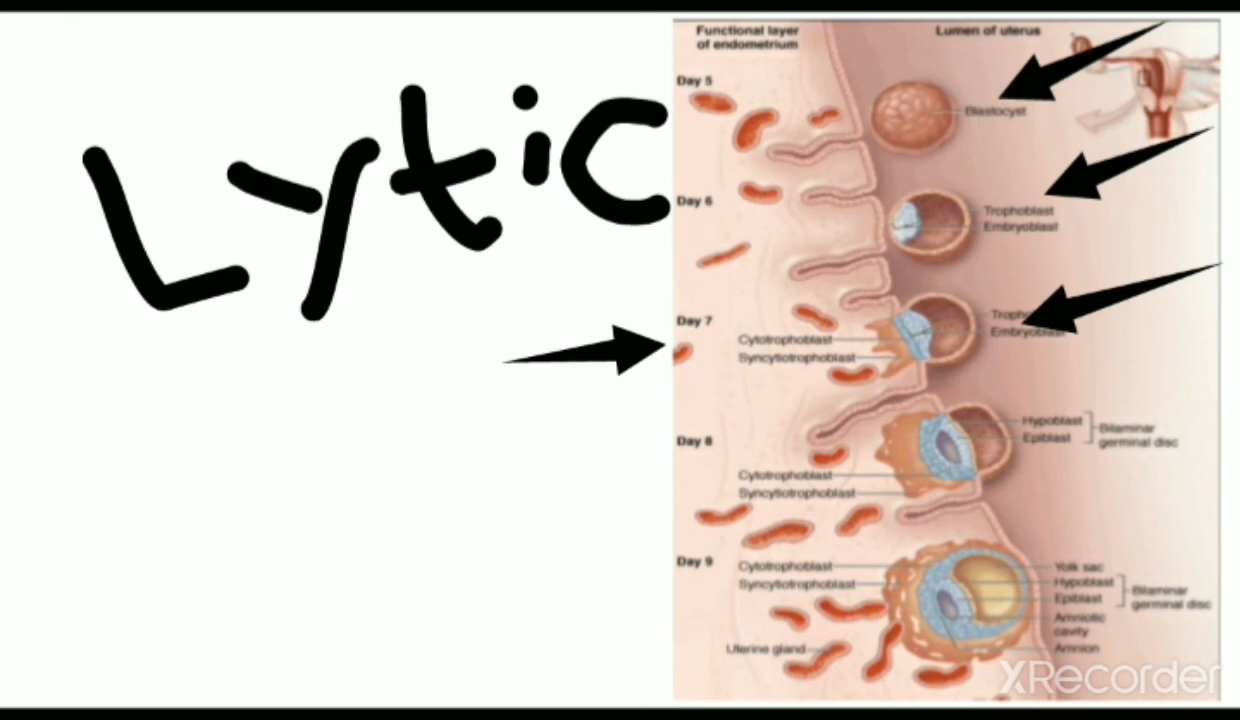 Lytic
Functional layer
of endometrium
Lumen of uterus
Day 5
Blastocyst
Day 6
Trophoblast
Embryoblast
Day 7
Cytotrophoblast
Syncytiotrophoblast
Day 8
Hypoblast
Epiblast
Bilaminar
germinal disc
Cytotrophoblast
Syncytiotrophoblast
Day 9
Cytotrophoblast
Syncytiotrophoblast
Yolk sac
Hypoblast
Epiblast
Bilaminar
germinal disc
Amniotic
cavity
Amnion
Uterine gland
XRecorder